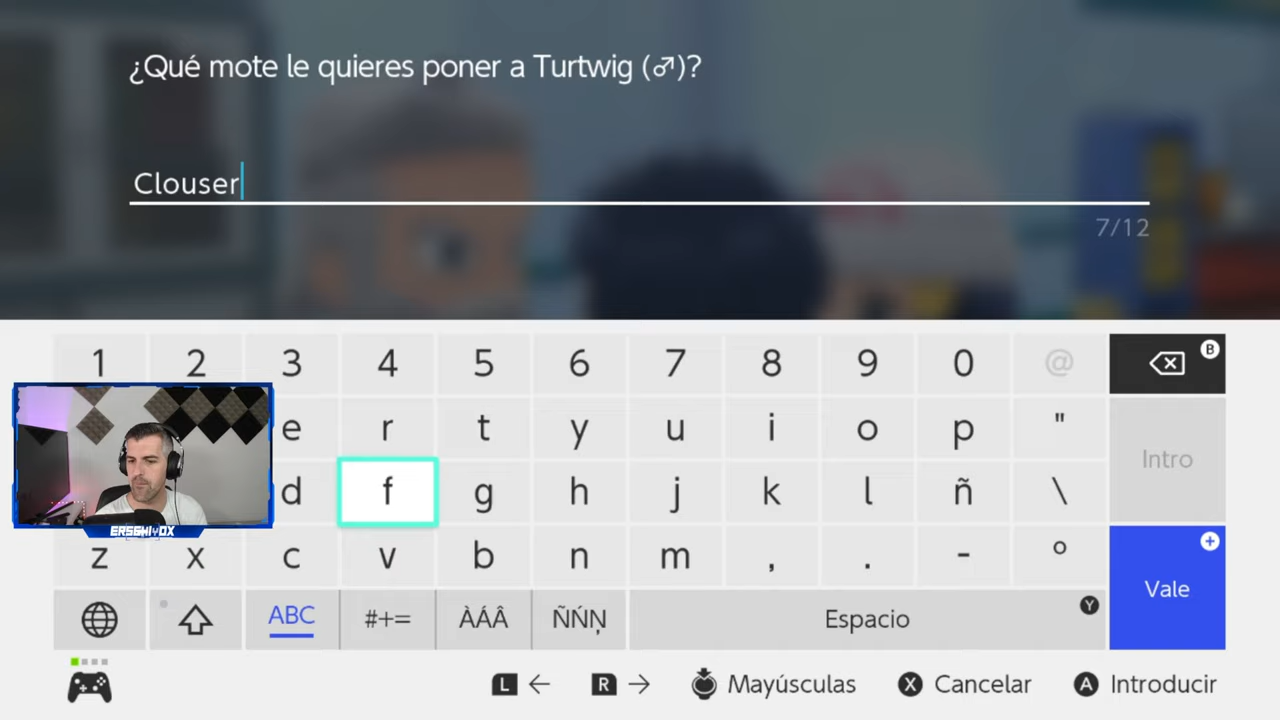 ¿Qué mote le quieres poner a Turtwig (♂)?
Clouser
7/12
1 2 3 4 5 6 7 8 9 0 @ B
e r t y u i o p "
Intro
d f g h j k l ñ \
z x c v b n m , . - º +
Vale
ABC #+= ÀÁÂ ÑŃŅ Espacio Y
L ← R → Mayúsculas X Cancelar A Introducir